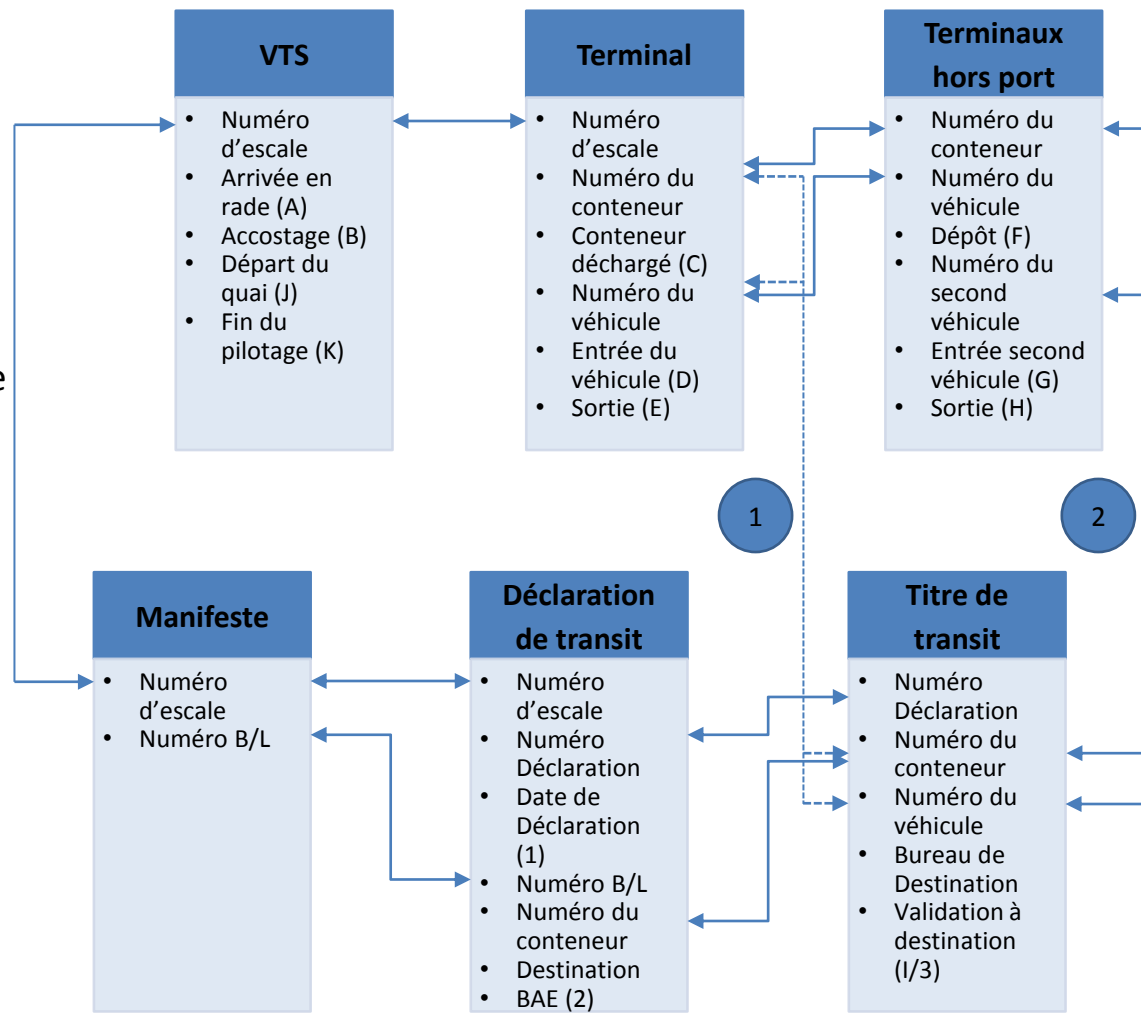 VTS
• Numéro
d’escale
• Arrivée en
rade (A)
• Accostage (B)
• Départ du
quai (J)
• Fin du
pilotage (K)
Terminal
• Numéro
d’escale
• Numéro du
conteneur
• Conteneur
déchargé (C)
• Numéro du
véhicule
• Entrée du
véhicule (D)
• Sortie (E)
Terminaux
hors port
• Numéro du
conteneur
• Numéro du
véhicule
• Dépôt (F)
• Numéro du
second
véhicule
• Entrée second
véhicule (G)
• Sortie (H)
e
1
2
Manifeste
• Numéro
d’escale
• Numéro B/L
Déclaration
de transit
• Numéro
d’escale
• Numéro
Déclaration
• Date de
Déclaration
(1)
• Numéro B/L
• Numéro du
conteneur
• Destination
• BAE (2)
Titre de
transit
• Numéro
Déclaration
• Numéro du
conteneur
• Numéro du
véhicule
• Bureau de
Destination
• Validation à
destination
(I/3)